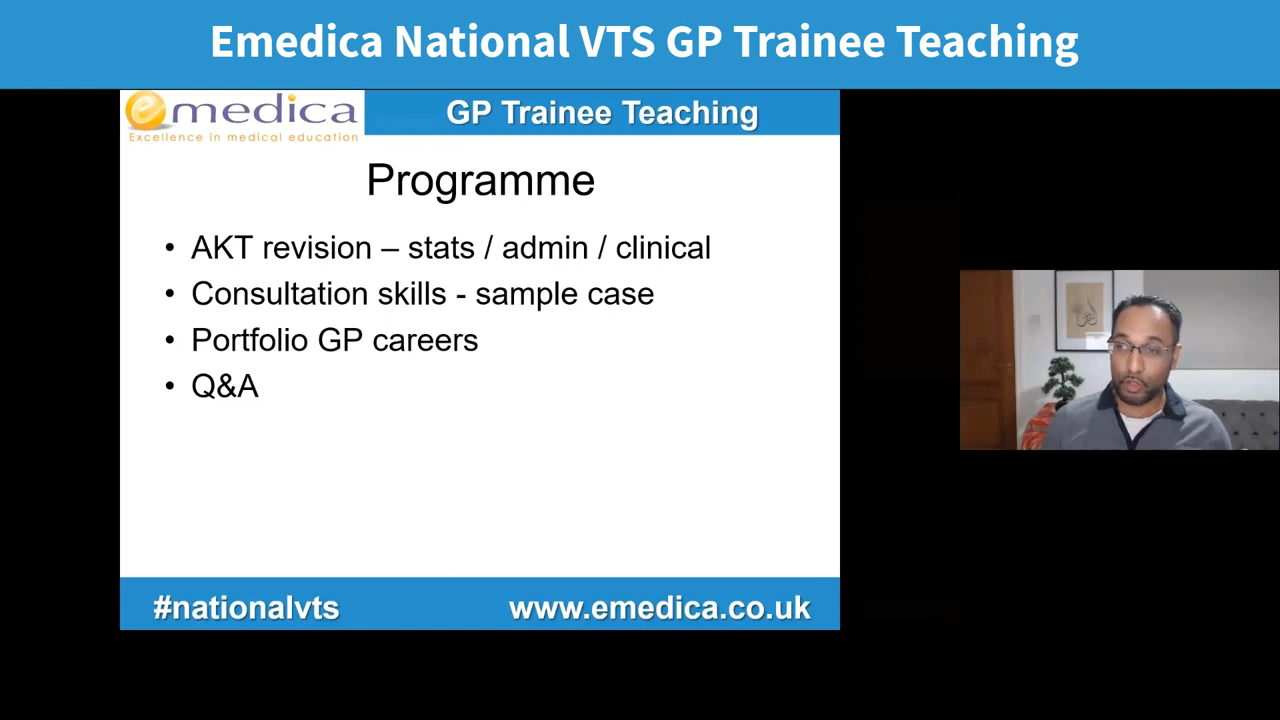 Emedica National VTS GP Trainee Teaching
emedica
Excellence in medical education
GP Trainee Teaching
Programme
• AKT revision – stats / admin / clinical
• Consultation skills - sample case
• Portfolio GP careers
• Q&A
#nationalvts
www.emedica.co.uk